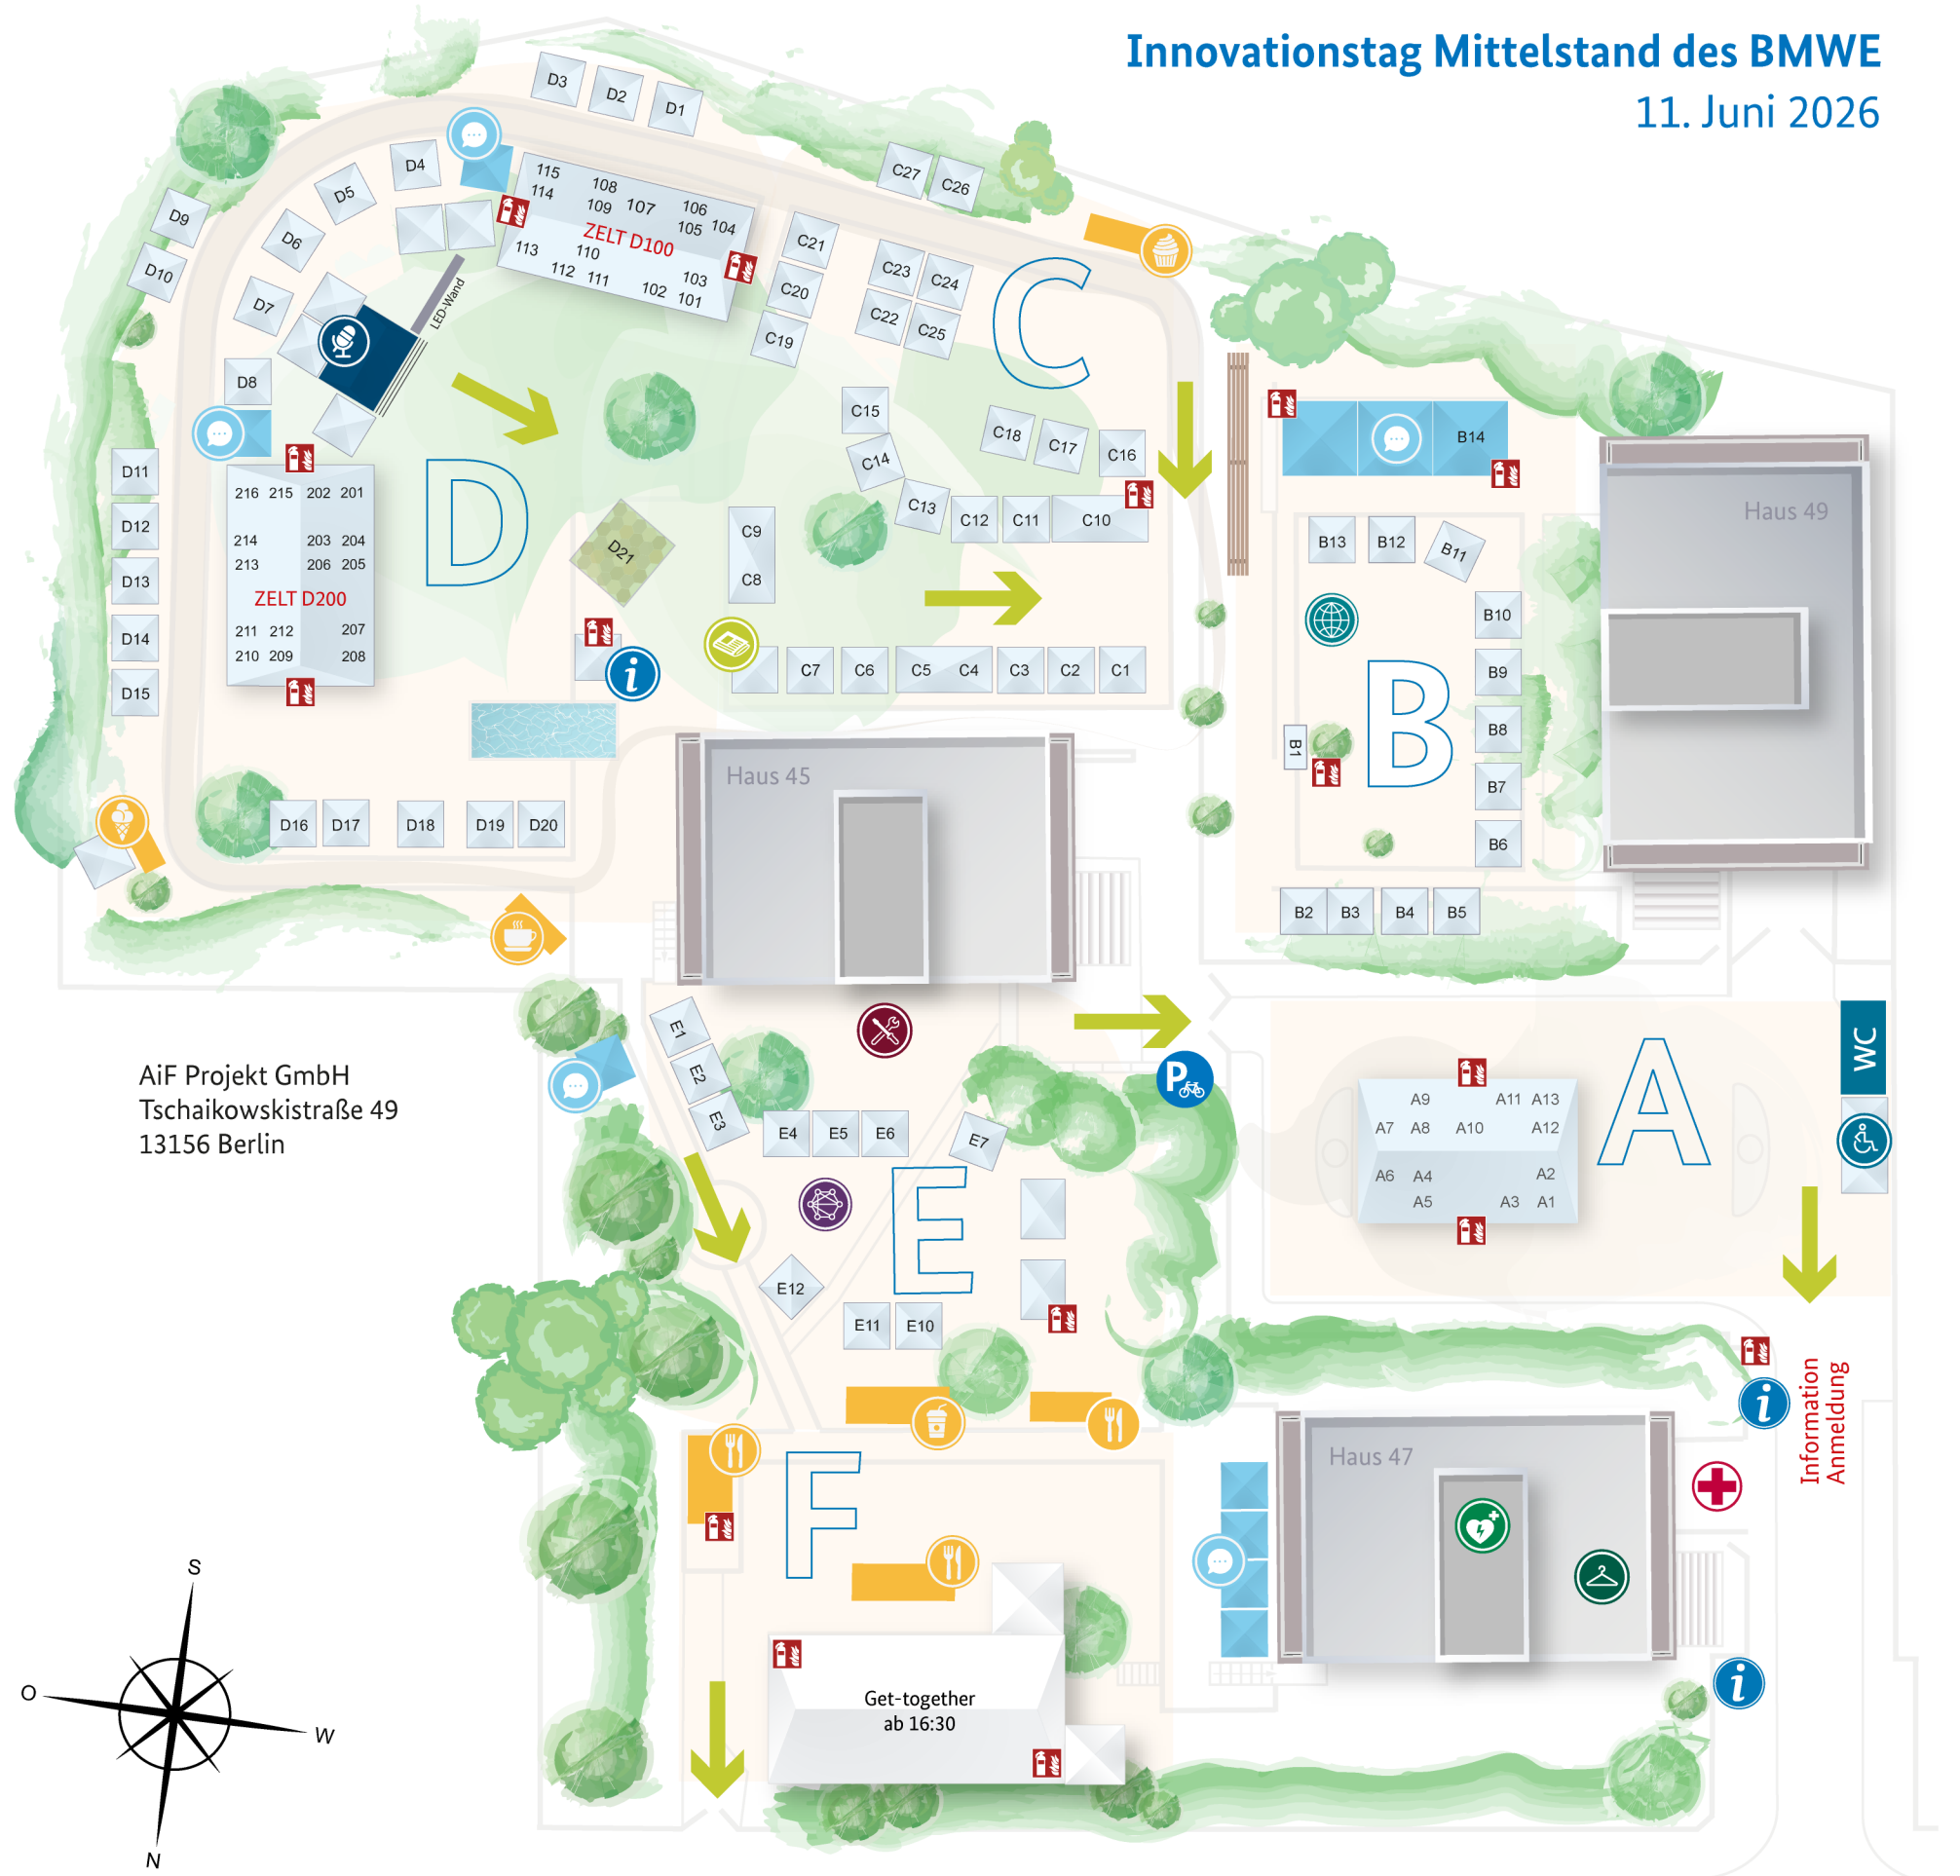 Innovationstag Mittelstand des BMWE
11. Juni 2026
D3
D2
D1
D4
D5
D6
D7
D8
D9
D10
115
114
108
109
107
106
105
104
ZELT D100
113
110
112
111
103
102
101
LED-Wand
C27
C26
C21
C20
C19
C23
C24
C22
C25
C
C15
C14
C13
C18
C17
C16
C12
C11
C10
C9
C8
D11
D12
D13
D14
D15
216 215 202 201
214 203 204
213 206 205
ZELT D200
211 212 207
210 209 208
D
D21
i
C7
C6
C5
C4
C3
C2
C1
B14
B13
B12
B11
B10
B9
B8
B7
B6
B
B1
B2
B3
B4
B5
Haus 49
Haus 45
D16
D17
D18
D19
D20
AiF Projekt GmbH
Tschaikowskistraße 49
13156 Berlin
E1
E2
E3
E4
E5
E6
E7
E
E12
E11
E10
P
A9 A11 A13
A7 A8 A10 A12
A6 A4 A2
A5 A3 A1
A
WC
Information
Anmeldung
i
Haus 47
i
F
Get-together
ab 16:30
S
O
W
N